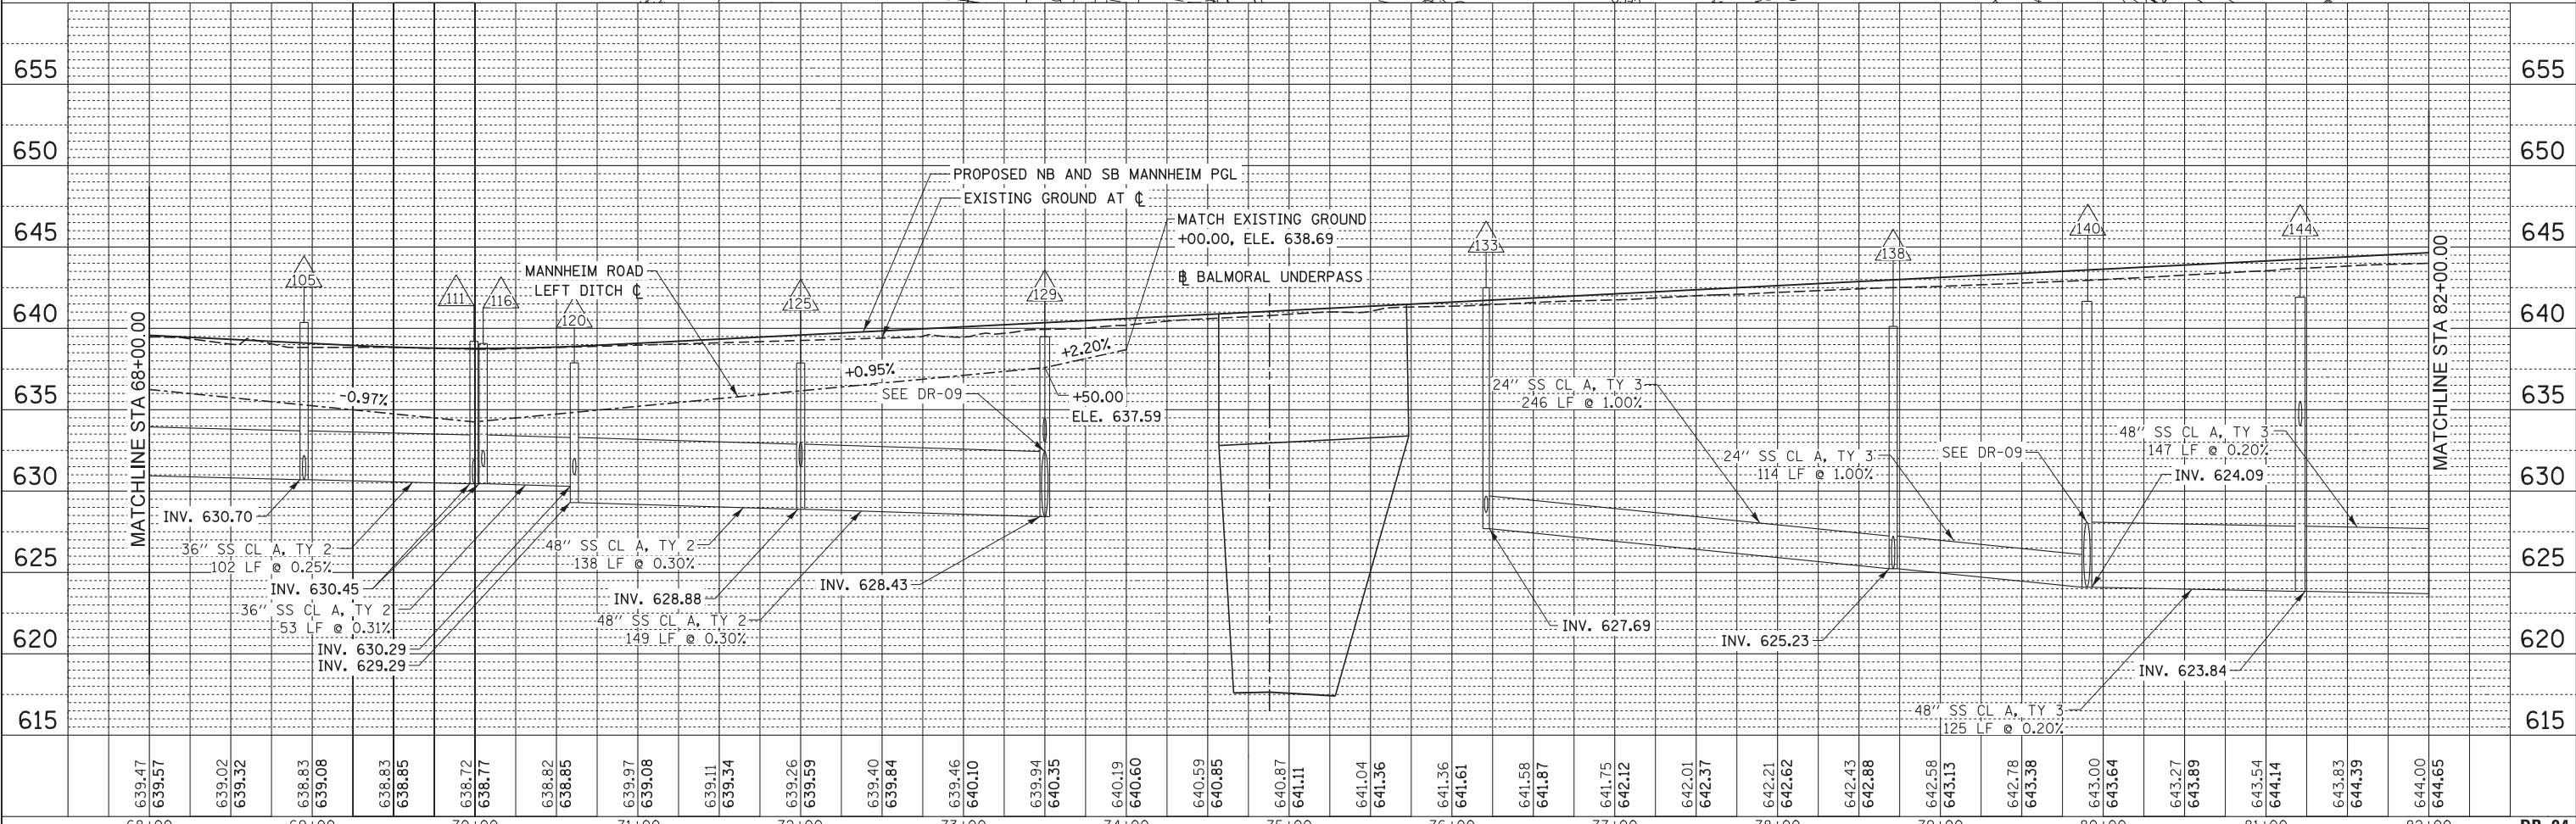 655
655
650
650
645
645
640
640
635
635
630
630
625
625
620
620
615
615
PROPOSED NB AND SB MANNHEIM PGL
EXISTING GROUND AT ℄
MATCH EXISTING GROUND
+00.00, ELE. 638.69
BALMORAL UNDERPASS
MANNHEIM ROAD
LEFT DITCH ℄
105
111
116
120
125
129
133
138
140
144
MATCHLINE STA 68+00.00
MATCHLINE STA 82+00.00
-0.97%
+0.95%
+2.20%
SEE DR-09
+50.00
ELE. 637.59
24" SS CL A, TY 3
246 LF @ 1.00%
24" SS CL A, TY 3
114 LF @ 1.00%
SEE DR-09
48" SS CL A, TY 3
147 LF @ 0.20%
INV. 624.09
INV. 630.70
36" SS CL A, TY 2
102 LF @ 0.25%
INV. 630.45
36" SS CL A, TY 2
53 LF @ 0.31%
INV. 630.29
INV. 629.29
48" SS CL A, TY 2
138 LF @ 0.30%
INV. 628.88
48" SS CL A, TY 2
149 LF @ 0.30%
INV. 628.43
INV. 627.69
INV. 625.23
INV. 623.84
48" SS CL A, TY 3
125 LF @ 0.20%
639.47
639.57
639.02
639.32
638.83
639.08
638.83
638.85
638.72
638.77
638.82
638.85
639.97
639.08
639.11
639.34
639.26
639.59
639.40
639.84
639.46
640.10
639.94
640.35
640.19
640.60
640.59
640.85
640.87
641.11
641.04
641.36
641.36
641.61
641.58
641.87
641.75
642.12
642.01
642.37
642.21
642.62
642.43
642.88
642.58
643.13
642.78
643.38
643.00
643.64
643.27
643.89
643.54
644.14
643.83
644.39
644.00
644.65